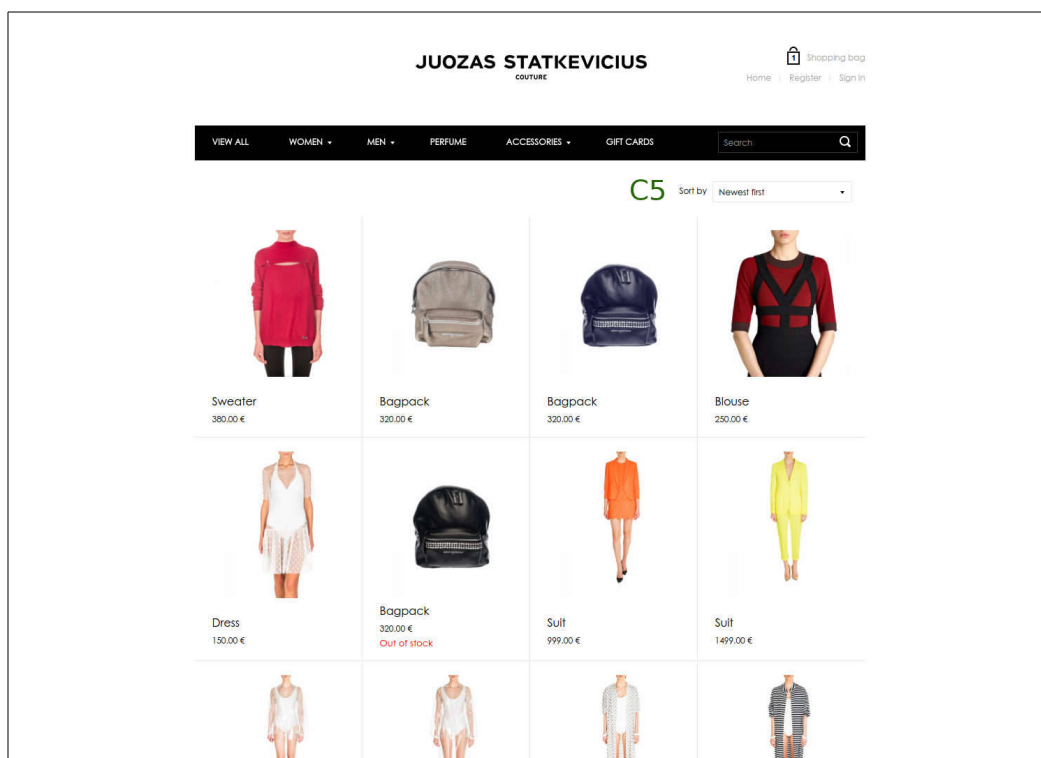 JUOZAS STATKEVICIUS
COUTURE
1 Shopping bag
Home Register Sign in
VIEW ALL WOMEN MEN PERFUME ACCESSORIES GIFT CARDS Search
C5 Sort by Newest first
Sweater
380.00 €
Bagpack
320.00 €
Bagpack
320.00 €
Blouse
250.00 €
Dress
150.00 €
Bagpack
320.00 €
Out of stock
Suit
999.00 €
Suit
1499.00 €